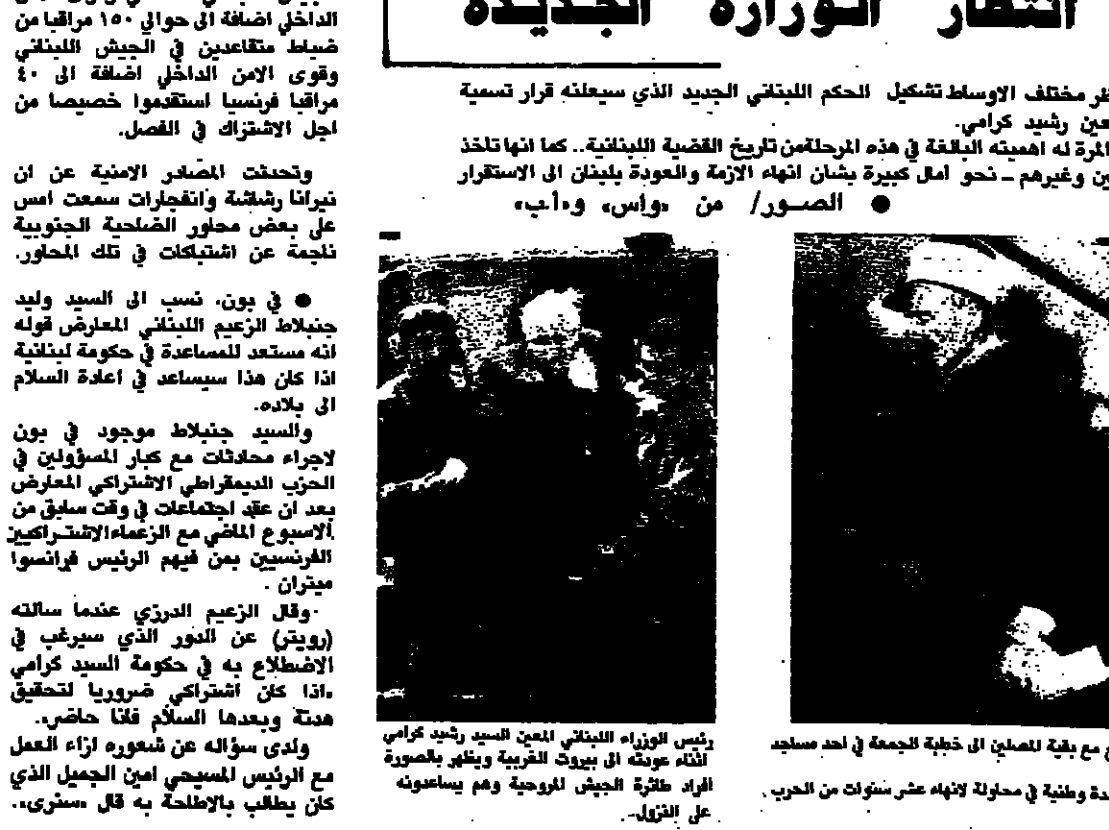 انتظار الوزارة الجديدة
ظر مختلف الاوساط تشكيل الحكم اللبناني الجديد الذي سيعلنه قرار تسمية
عين رشيد كرامي.
المرة له اهميته البالغة في هذه المرحلة من تاريخ القضية اللبنانية.. كما انها تاخذ
ين وغيرهم ـ نحو امال كبيرة بشان انهاء الازمة والعودة بلبنان الى الاستقرار
● الصــور/ من «واس» و«أ.ب»
ع مع بقية المصلين الى خطبة الجمعة في احد مساجد
دة وطنية في محاولة لانهاء عشر سنوات من الحرب.
رئيس الوزراء اللبناني المعين السيد رشيد كرامي
اثناء عودته الى بيروت الغربية ويظهر بالصورة
افراد طائرة الجيش المروحية وهم يساعدونه
على النزول.
الداخلي اضافة الى حوالي ١٥٠ مراقبا من
ضباط متقاعدين في الجيش اللبناني
وقوى الامن الداخلي اضافة الى ٤٠
مراقبا فرنسيا استقدموا خصيصا من
اجل الاشتراك في الفصل.
وتحدثت المصادر الامنية عن ان
نيرانا رشاشة وانفجارات سمعت امس
على بعض محاور الضاحية الجنوبية
ناجمة عن اشتباكات في تلك المحاور.
● في بون، نسب الى السيد وليد
جنبلاط الزعيم اللبناني المعارض قوله
انه مستعد للمساعدة في حكومة لبنانية
اذا كان هذا سيساعد في أعادة السلام
الى بلاده.
والسيد جنبلاط موجود في بون
لاجراء محادثات مع كبار المسؤولين في
الحزب الديمقراطي الاشتراكي المعارض
بعد ان عقد اجتماعات في وقت سابق من
الاسبوع الماضي مع الزعماء الاشتـراكيين
الفرنسيين بمن فيهم الرئيس فرانسوا
ميتران .
وقال الزعيم الدرزي عندما سالته
(رويتر) عن الدور الذي سيرغب في
الاضطلاع به في حكومة السيد كرامي
«اذا كان اشتراكي ضروريا لتحقيق
هدنة وبعدها السلام فانا حاضر».
ولدى سؤاله عن شعوره ازاء العمل
مع الرئيس المسيحي امين الجميل الذي
كان يطالب بالاطاحة به قال «سنرى».